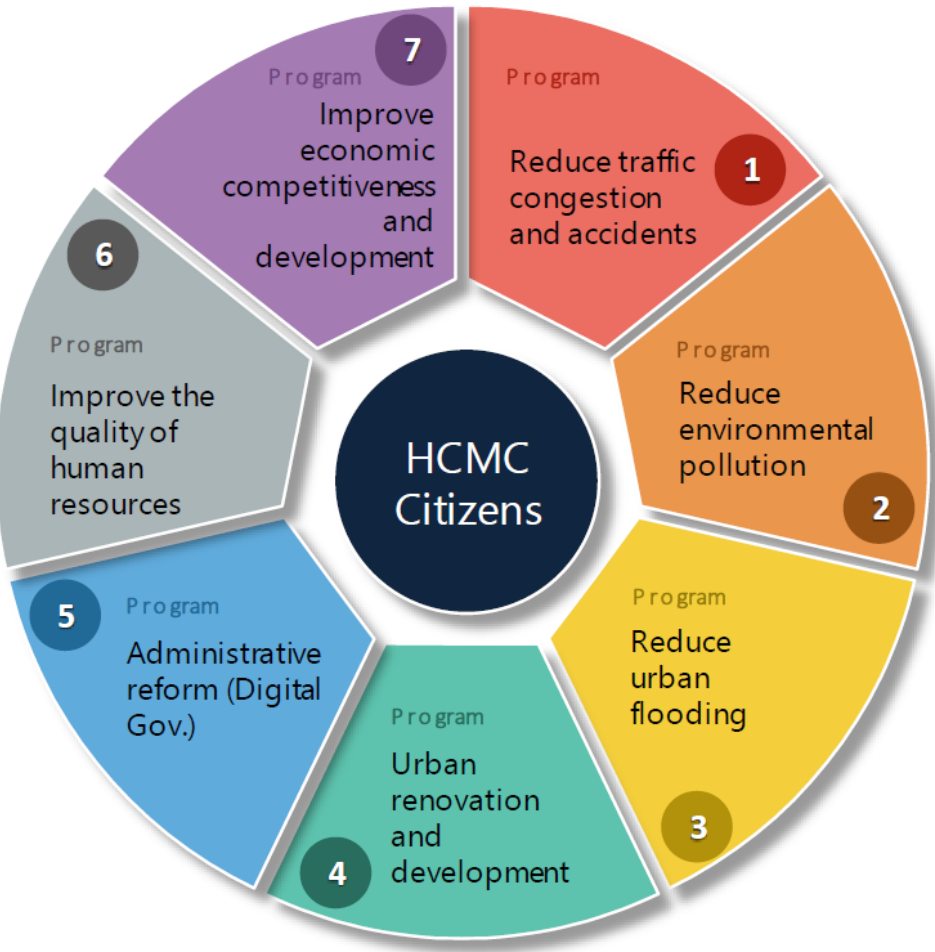 HCMC
Citizens
Program
1
Reduce traffic
congestion
and accidents
Program
2
Reduce
environmental
pollution
Program
3
Reduce
urban
flooding
Program
4
Urban
renovation
and
development
5
Program
Administrative
reform (Digital
Gov.)
6
Program
Improve the
quality of
human
resources
7
Program
Improve
economic
competitiveness
and
development